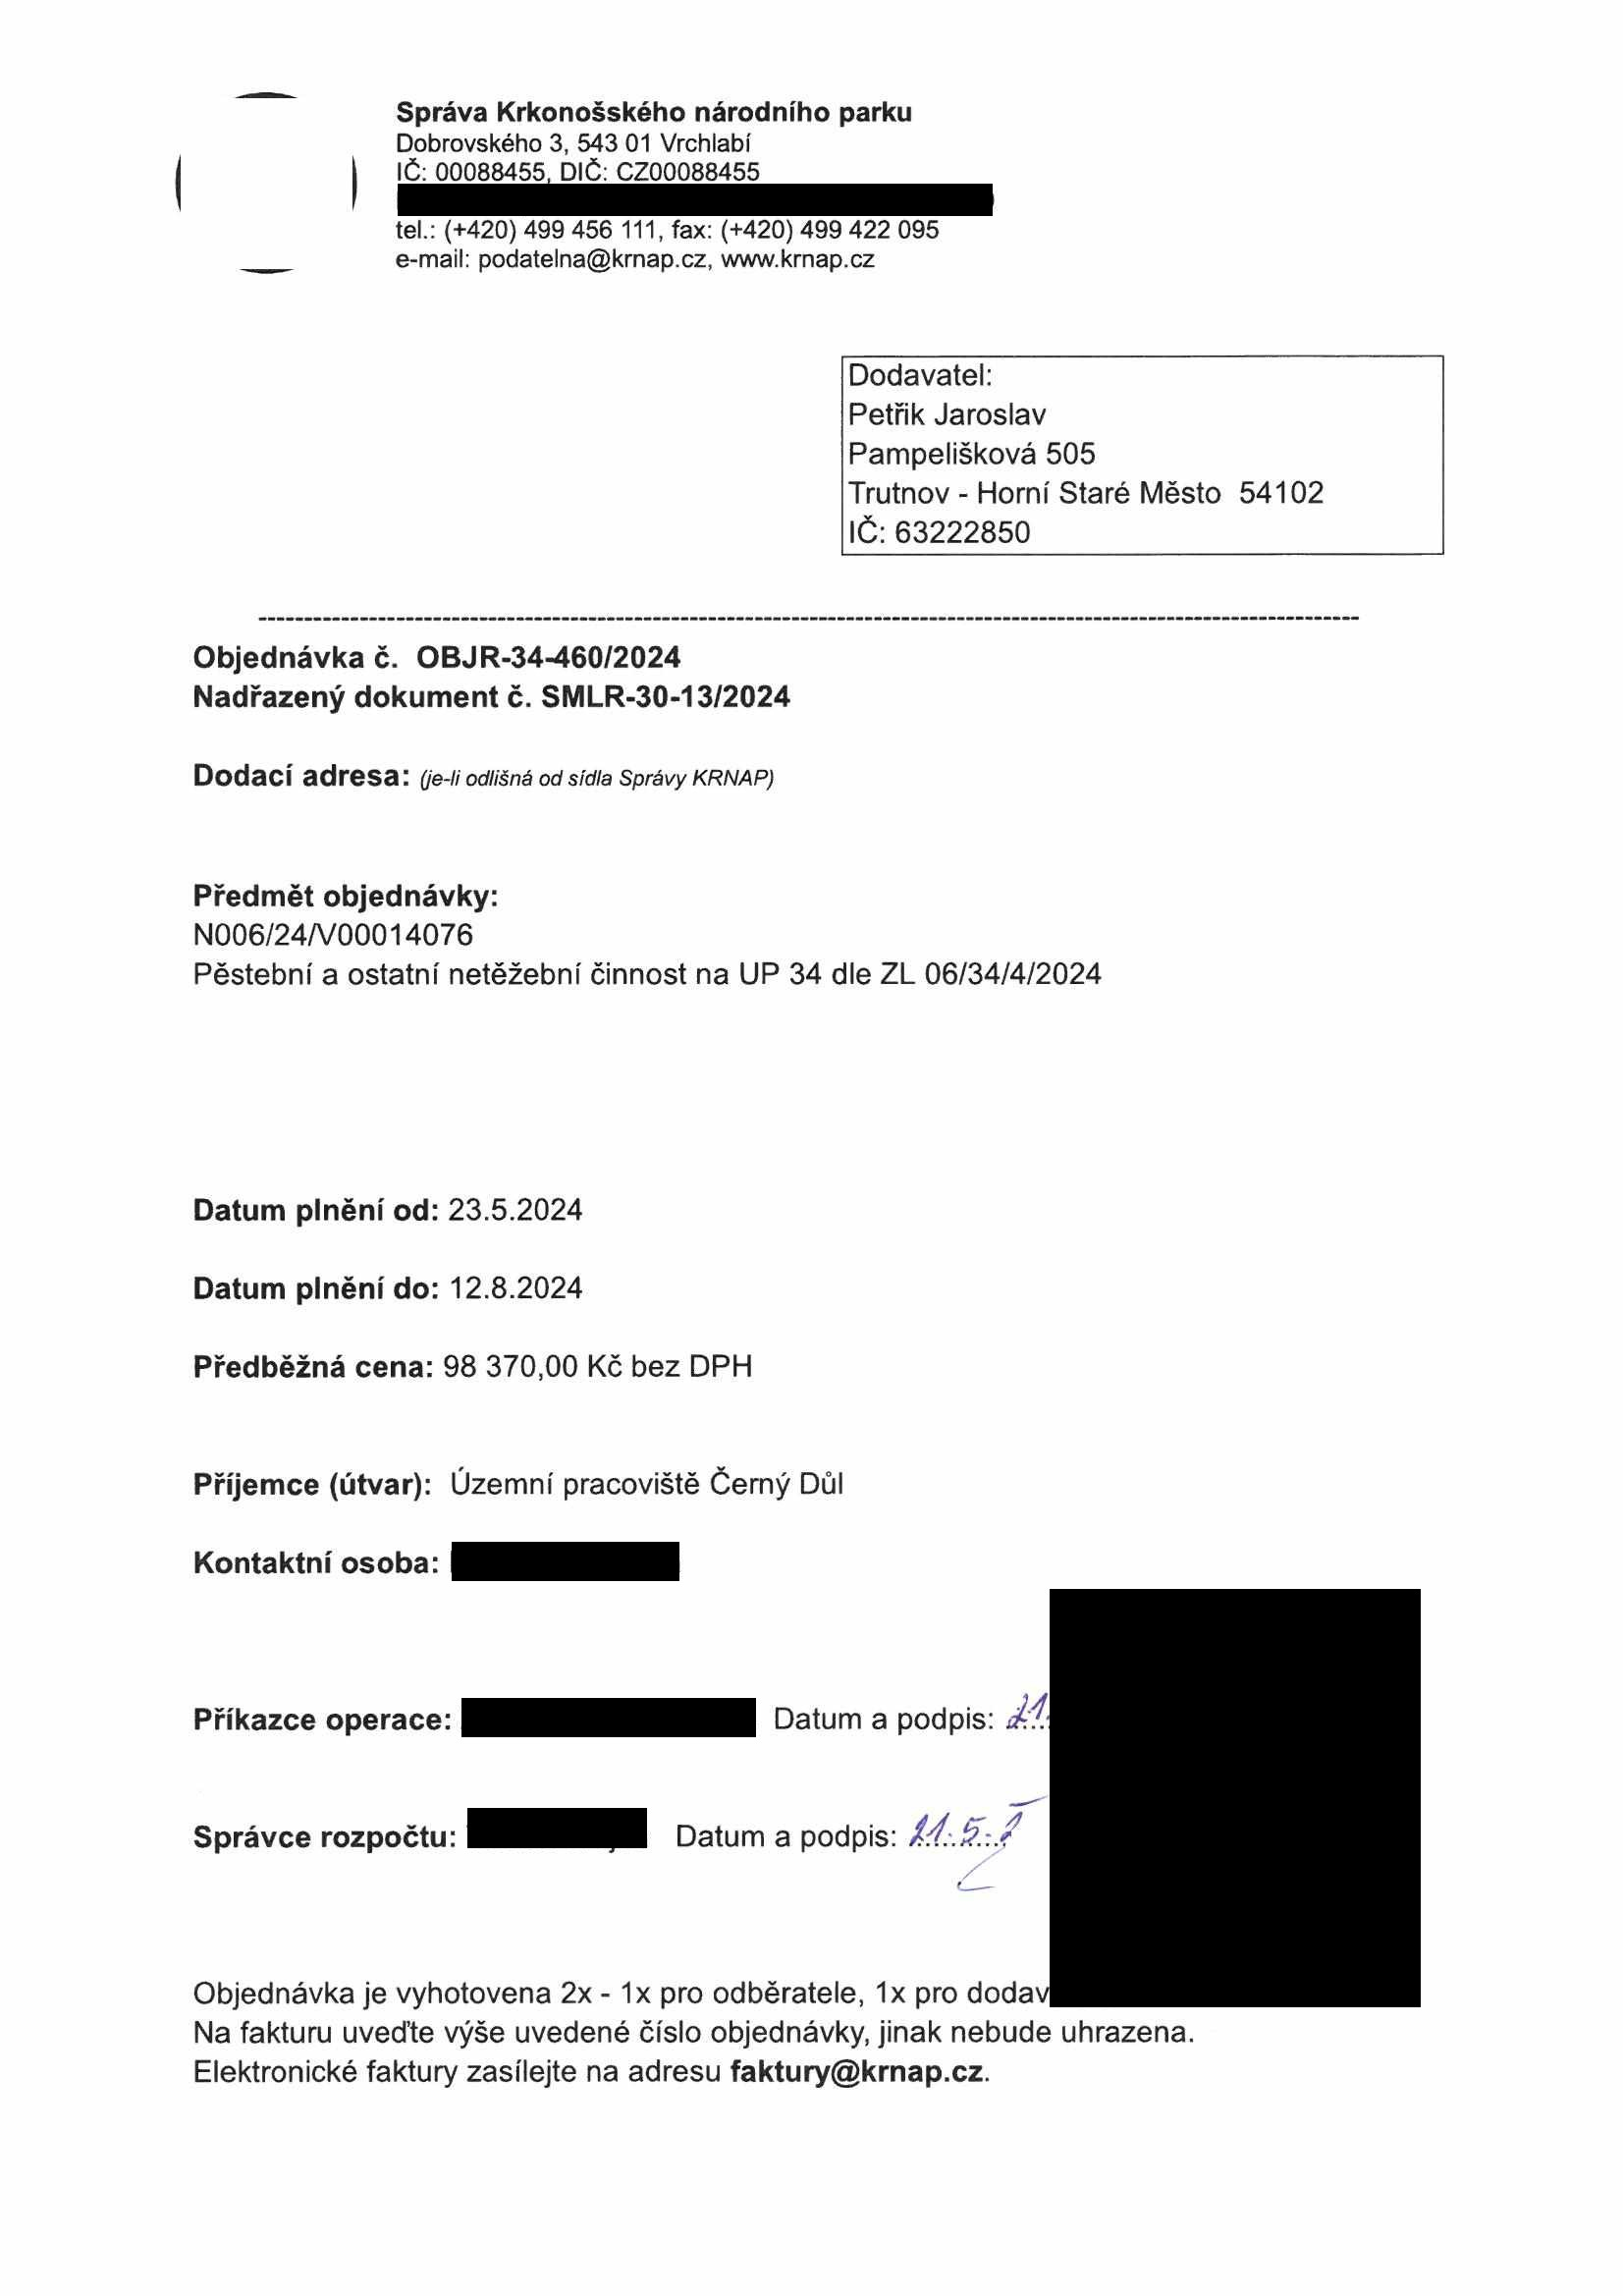 Správa Krkonošského národního parku
Dobrovského 3, 543 01 Vrchlabí
IČ: 00088455, DIČ: CZ00088455
tel.: (+420) 499 456 111, fax: (+420) 499 422 095
e-mail: podatelna@krnap.cz, www.krnap.cz
Dodavatel:
Petřik Jaroslav
Pampelišková 505
Trutnov - Horní Staré Město 54102
IČ: 63222850
Objednávka č. OBJR-34-460/2024
Nadřazený dokument č. SMLR-30-13/2024
Dodací adresa: (je-li odlišná od sídla Správy KRNAP)
Předmět objednávky:
N006/24/V00014076
Pěstební a ostatní netěžební činnost na UP 34 dle ZL 06/34/4/2024
Datum plnění od: 23.5.2024
Datum plnění do: 12.8.2024
Předběžná cena: 98 370,00 Kč bez DPH
Příjemce (útvar): Územní pracoviště Černý Důl
Kontaktní osoba:
Příkazce operace: Datum a podpis: 21.
Správce rozpočtu: Datum a podpis: 21.5.2
Objednávka je vyhotovena 2x - 1x pro odběratele, 1x pro dodav
Na fakturu uveďte výše uvedené číslo objednávky, jinak nebude uhrazena.
Elektronické faktury zasílejte na adresu faktury@krnap.cz.